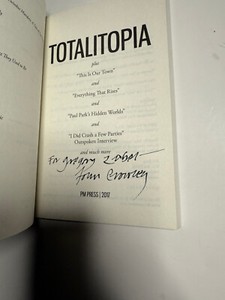 TOTALITOPIA
plus
"This Is Our Town"
and
"Everything That Rises"
and
"Paul Park's Hidden Worlds"
and
"I Did Crash a Few Parties"
Outspoken Interview
and much more
For Gregory
John Crowley
PM PRESS | 2017